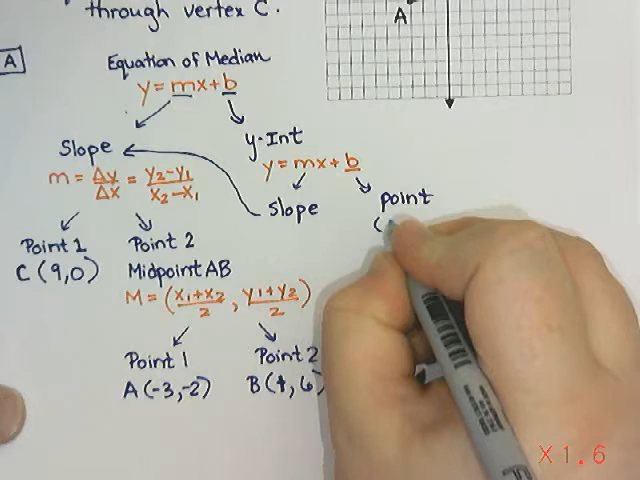 through vertex C.
A
A
Equation of Median
y = mx + b
Slope
m = Δy/Δx = y₂-y₁/x₂-x₁
y-Int
y = mx + b
slope
point
(
Point 1
C (9,0)
Point 2
Midpoint AB
M = (x₁+x₂/2, y₁+y₂/2)
Point 1
A (-3,-2)
Point 2
B(4, 6)
X1.6